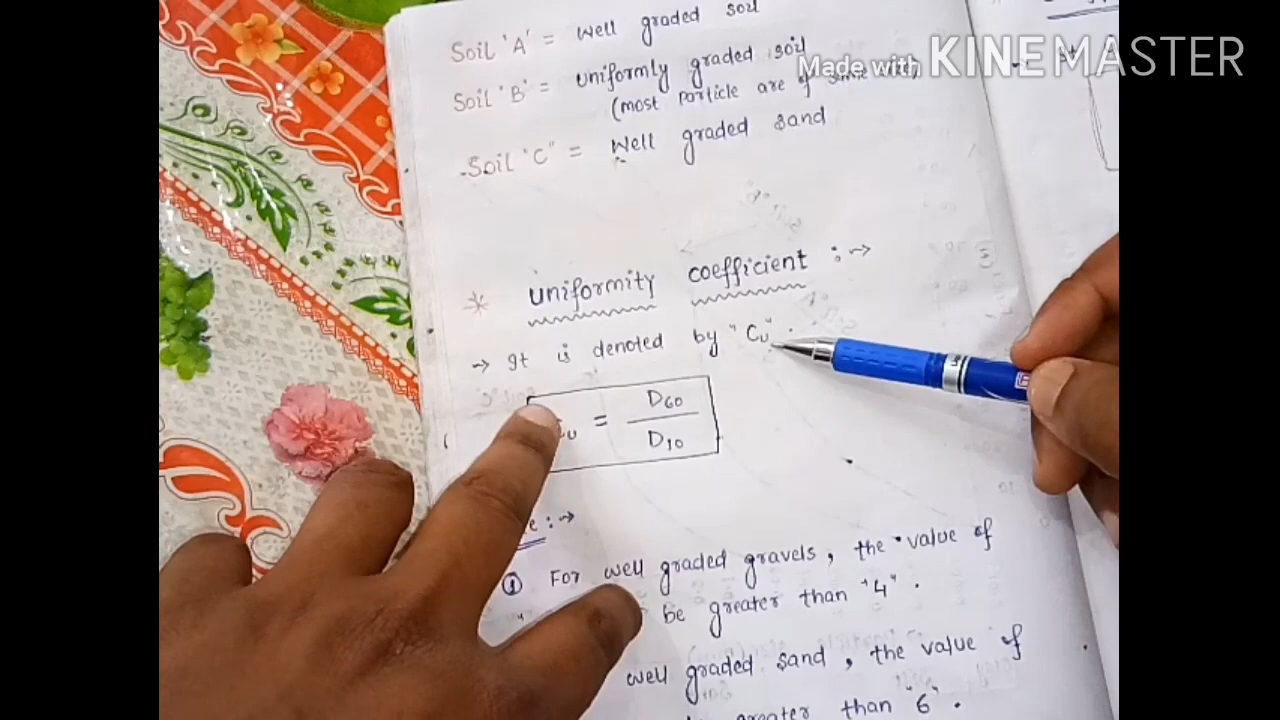 Soil 'A' = Well graded soil
Made with KINEMASTER
Soil 'B' = uniformly graded soil
(most particle are of same
Soil "C" = Well graded sand
* Uniformity coefficient :→
→ It is denoted by "Cu".
u = D60 / D10
e :→
① For well graded gravels, the value of
be greater than "4".
well graded sand, the value of
greater than "6".